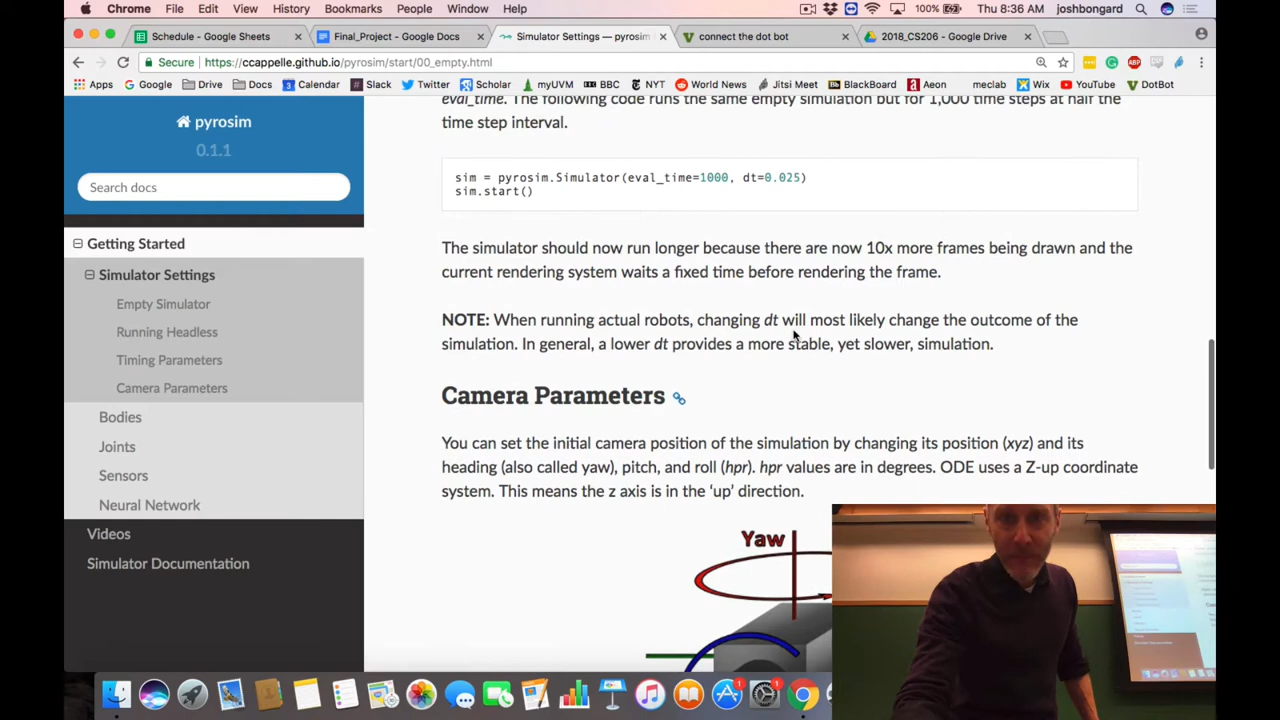 Chrome File Edit View History Bookmarks People Window Help 100% Thu 8:36 AM joshbongard
Schedule - Google Sheets × Final_Project - Google Docs × Simulator Settings — pyrosim × connect the dot bot × 2018_CS206 - Google Drive ×
Secure https://ccappelle.github.io/pyrosim/start/00_empty.html
Apps Google Drive Docs Calendar Slack Twitter Scholar myUVM BBC NYT World News Jitsi Meet BlackBoard Aeon meclab Wix YouTube DotBot
pyrosim
0.1.1
Search docs
Getting Started
Simulator Settings
Empty Simulator
Running Headless
Timing Parameters
Camera Parameters
Bodies
Joints
Sensors
Neural Network
Videos
Simulator Documentation
eval_time. The following code runs the same empty simulation but for 1,000 time steps at half the
time step interval.
sim = pyrosim.Simulator(eval_time=1000, dt=0.025)
sim.start()
The simulator should now run longer because there are now 10x more frames being drawn and the
current rendering system waits a fixed time before rendering the frame.
NOTE: When running actual robots, changing dt will most likely change the outcome of the
simulation. In general, a lower dt provides a more stable, yet slower, simulation.
Camera Parameters
You can set the initial camera position of the simulation by changing its position (xyz) and its
heading (also called yaw), pitch, and roll (hpr). hpr values are in degrees. ODE uses a Z-up coordinate
system. This means the z axis is in the ‘up’ direction.
Yaw